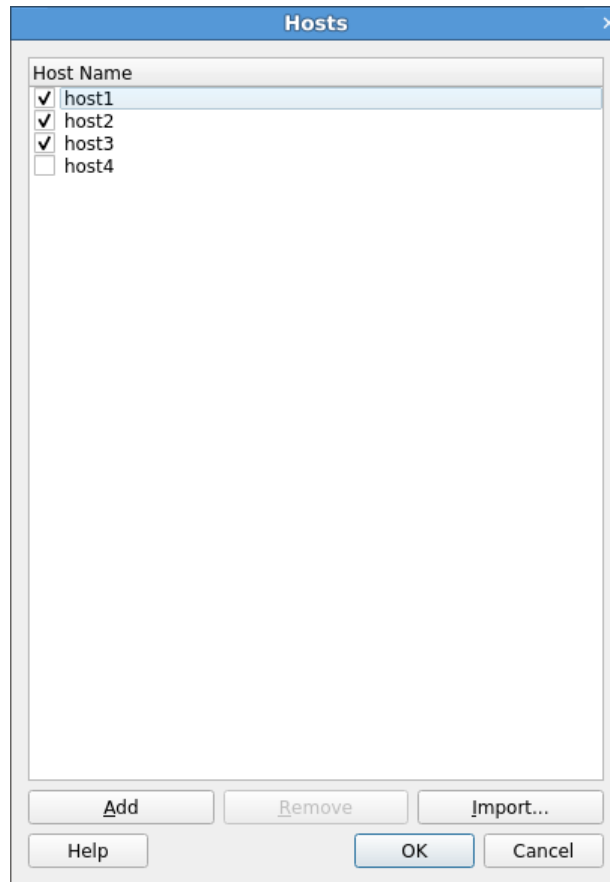 Hosts
Host Name
host1
host2
host3
host4
Add Remove Import...
Help OK Cancel